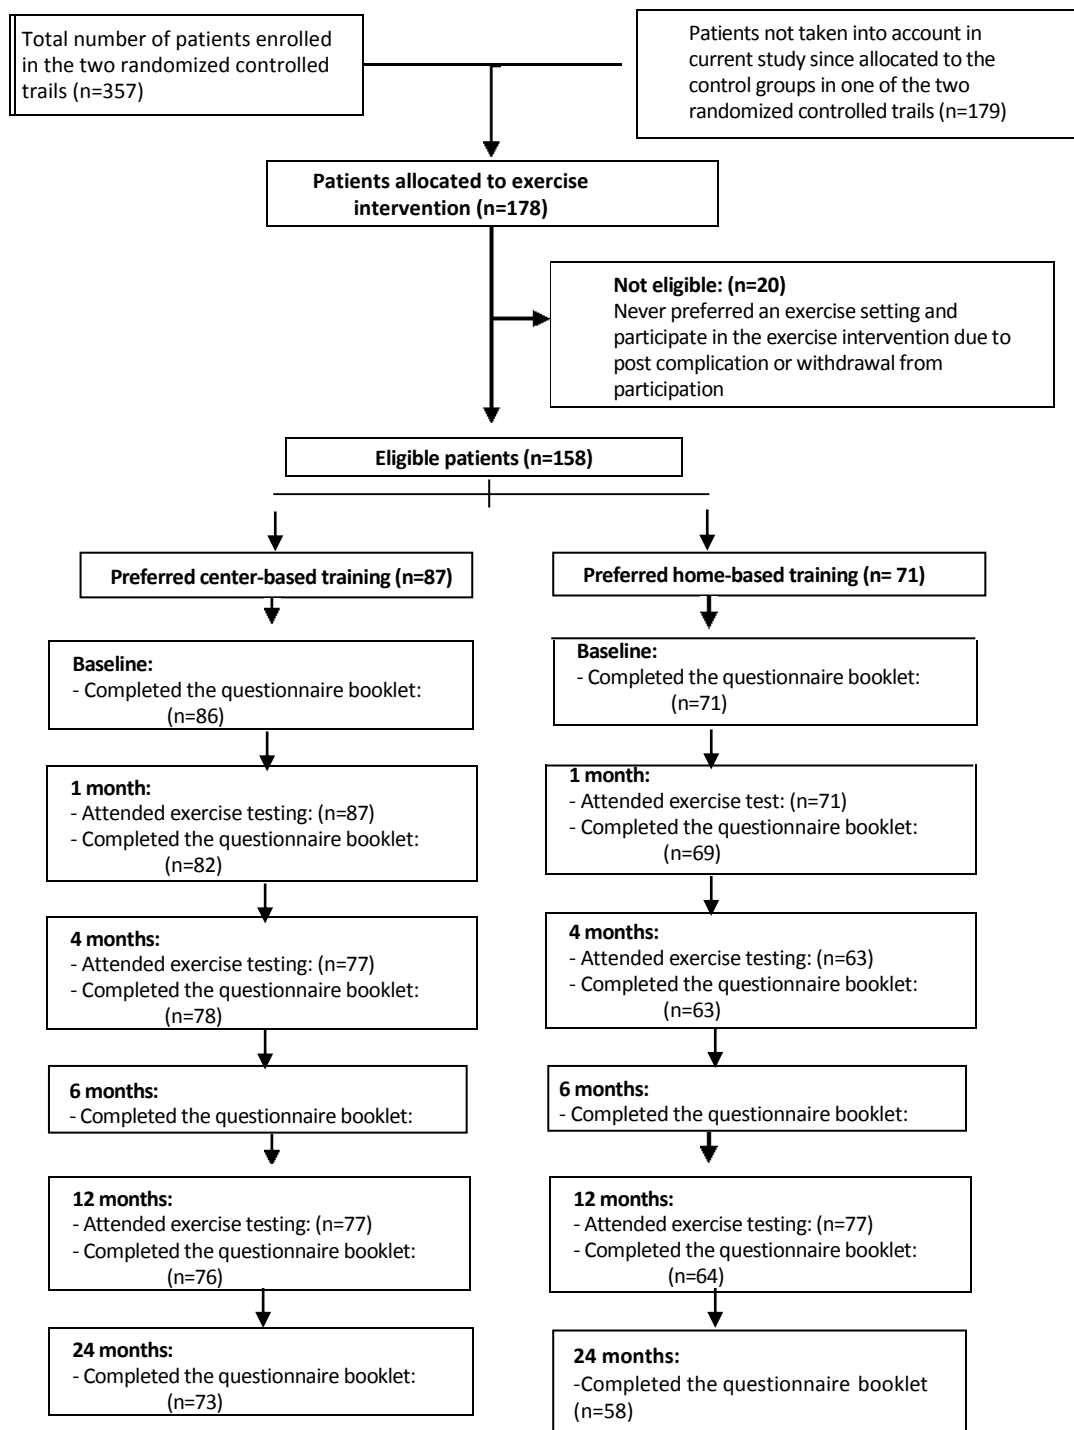 Total number of patients enrolled
in the two randomized controlled
trails (n=357)
Patients not taken into account in
current study since allocated to the
control groups in one of the two
randomized controlled trails (n=179)
Patients allocated to exercise
intervention (n=178)
Not eligible: (n=20)
Never preferred an exercise setting and
participate in the exercise intervention due to
post complication or withdrawal from
participation
Eligible patients (n=158)
Preferred center-based training (n=87)
Preferred home-based training (n= 71)
Baseline:
- Completed the questionnaire booklet:
(n=86)
Baseline:
- Completed the questionnaire booklet:
(n=71)
1 month:
- Attended exercise testing: (n=87)
- Completed the questionnaire booklet:
(n=82)
1 month:
- Attended exercise test: (n=71)
- Completed the questionnaire booklet:
(n=69)
4 months:
- Attended exercise testing: (n=77)
- Completed the questionnaire booklet:
(n=78)
4 months:
- Attended exercise testing: (n=63)
- Completed the questionnaire booklet:
(n=63)
6 months:
- Completed the questionnaire booklet:
6 months:
- Completed the questionnaire booklet:
12 months:
- Attended exercise testing: (n=77)
- Completed the questionnaire booklet:
(n=76)
12 months:
- Attended exercise testing: (n=77)
- Completed the questionnaire booklet:
(n=64)
24 months:
- Completed the questionnaire booklet:
(n=73)
24 months:
-Completed the questionnaire booklet
(n=58)